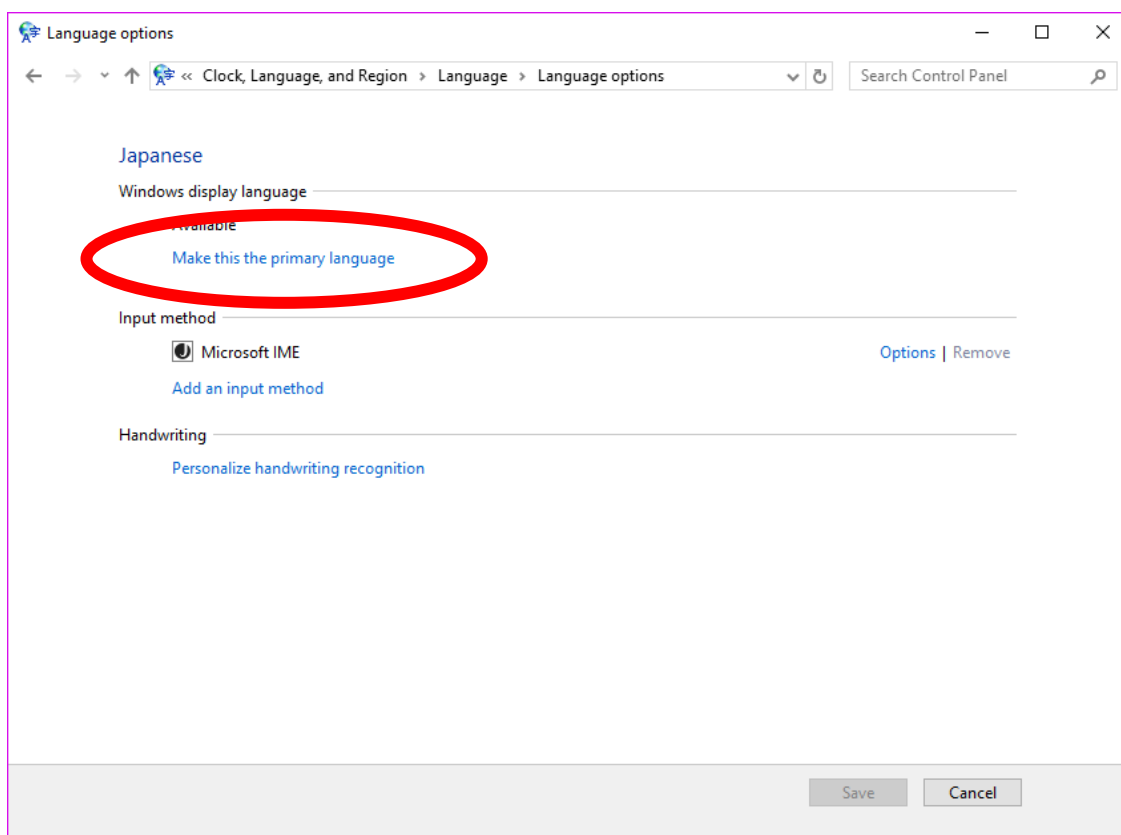 Language options
« Clock, Language, and Region › Language › Language options
Search Control Panel
Japanese
Windows display language
Available
Make this the primary language
Input method
Microsoft IME
Options | Remove
Add an input method
Handwriting
Personalize handwriting recognition
Save
Cancel